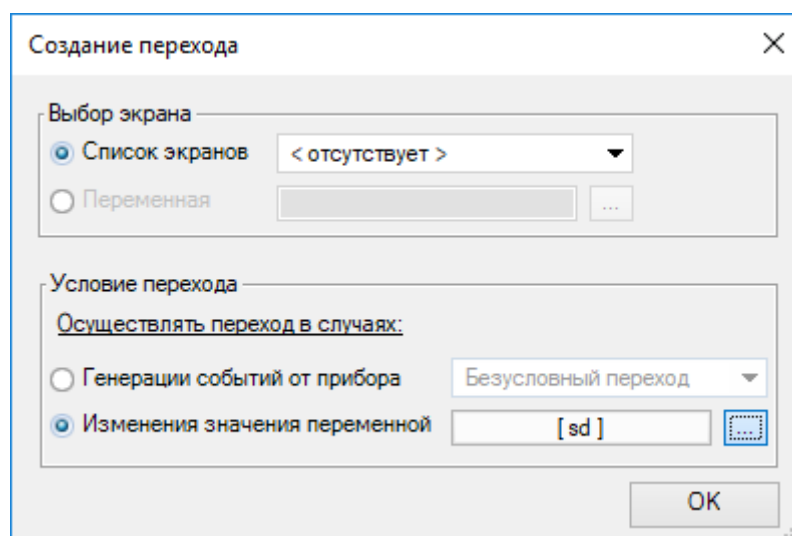 Создание перехода
Выбор экрана
Список экранов < отсутствует >
Переменная ...
Условие перехода
Осуществлять переход в случаях:
Генерации событий от прибора Безусловный переход
Изменения значения переменной [ sd ] ...
OK